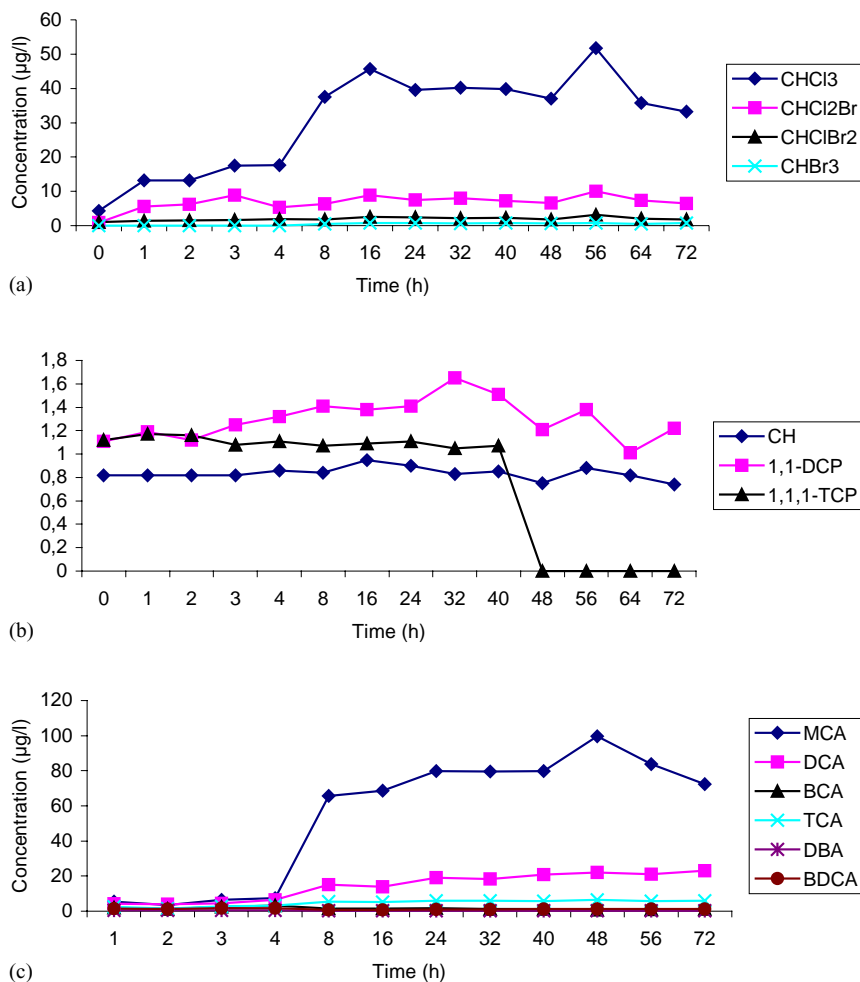 60
50
40
30
20
10
0
Concentration (µg/l)
0 1 2 3 4 8 16 24 32 40 48 56 64 72
Time (h)
CHCl3
CHCl2Br
CHClBr2
CHBr3
(a)
1,8
1,6
1,4
1,2
1
0,8
0,6
0,4
0,2
0
0 1 2 3 4 8 16 24 32 40 48 56 64 72
Time (h)
CH
1,1-DCP
1,1,1-TCP
(b)
120
100
80
60
40
20
0
Concentration (µg/l)
1 2 3 4 8 16 24 32 40 48 56 72
Time (h)
MCA
DCA
BCA
TCA
DBA
BDCA
(c)